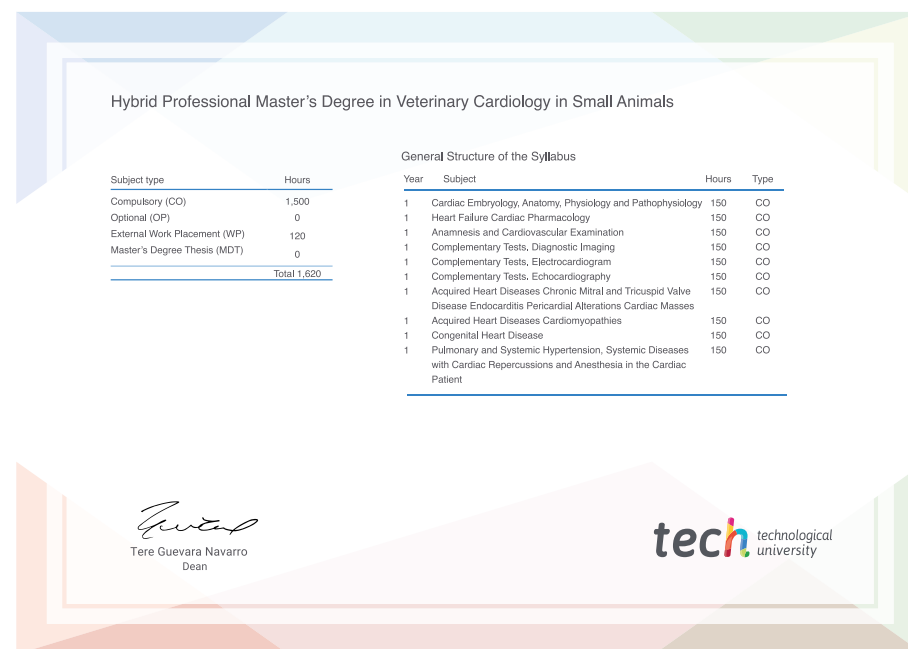 Hybrid Professional Master's Degree in Veterinary Cardiology in Small Animals
Subject type Hours
Compulsory (CO) 1,500
Optional (OP) 0
External Work Placement (WP) 120
Master's Degree Thesis (MDT) 0
Total 1,620
General Structure of the Syllabus
Year Subject Hours Type
1 Cardiac Embryology, Anatomy, Physiology and Pathophysiology 150 CO
1 Heart Failure Cardiac Pharmacology 150 CO
1 Anamnesis and Cardiovascular Examination 150 CO
1 Complementary Tests, Diagnostic Imaging 150 CO
1 Complementary Tests, Electrocardiogram 150 CO
1 Complementary Tests. Echocardiography 150 CO
1 Acquired Heart Diseases Chronic Mitral and Tricuspid Valve 150 CO
Disease Endocarditis Pericardial Alterations Cardiac Masses
1 Acquired Heart Diseases Cardiomyopathies 150 CO
1 Congenital Heart Disease 150 CO
1 Pulmonary and Systemic Hypertension, Systemic Diseases 150 CO
with Cardiac Repercussions and Anesthesia in the Cardiac
Patient
Tere Guevara Navarro
Dean
tech technological
university